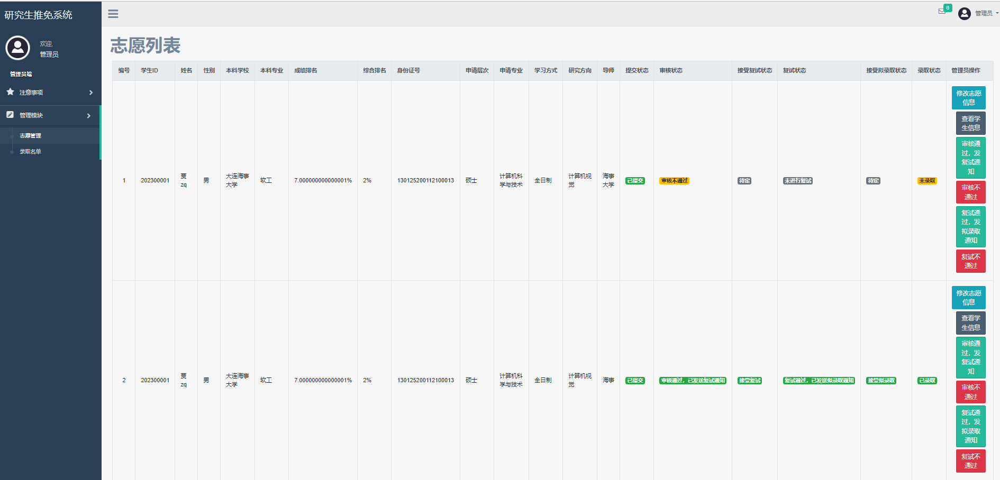 研究生推免系统
6
管理员
欢迎,
管理员
管理员端
注意事项
管理模块
志愿管理
录取名单
志愿列表
编号 学生ID 姓名 性别 本科学校 本科专业 成绩排名 综合排名 身份证号 申请层次 申请专业 学习方式 研究方向 导师 提交状态 审核状态 接受复试状态 复试状态 接受拟录取状态 录取状态 管理员操作
1
202300001
贾
zq
男
大连海事
大学
软工
7.000000000000001%
2%
130125200112100013
硕士
计算机科
学与技术
全日制
计算机视
觉
海事
大学
已提交
审核不通过
待定
未进行复试
待定
未录取
修改志愿
信息
查看学
生信息
审核通
过，发
复试通
知
审核不
通过
复试通
过，发
拟录取
通知
复试不
通过
2
202300001
贾
zq
男
大连海事
大学
软工
7.000000000000001%
2%
130125200112100013
硕士
计算机科
学与技术
全日制
计算机视
觉
海事
已提交
审核通过，已发送复试通知
接受复试
复试通过，已发送拟录取通知
接受拟录取
已录取
修改志愿
信息
查看学
生信息
审核通
过，发
复试通
知
审核不
通过
复试通
过，发
拟录取
通知
复试不
通过